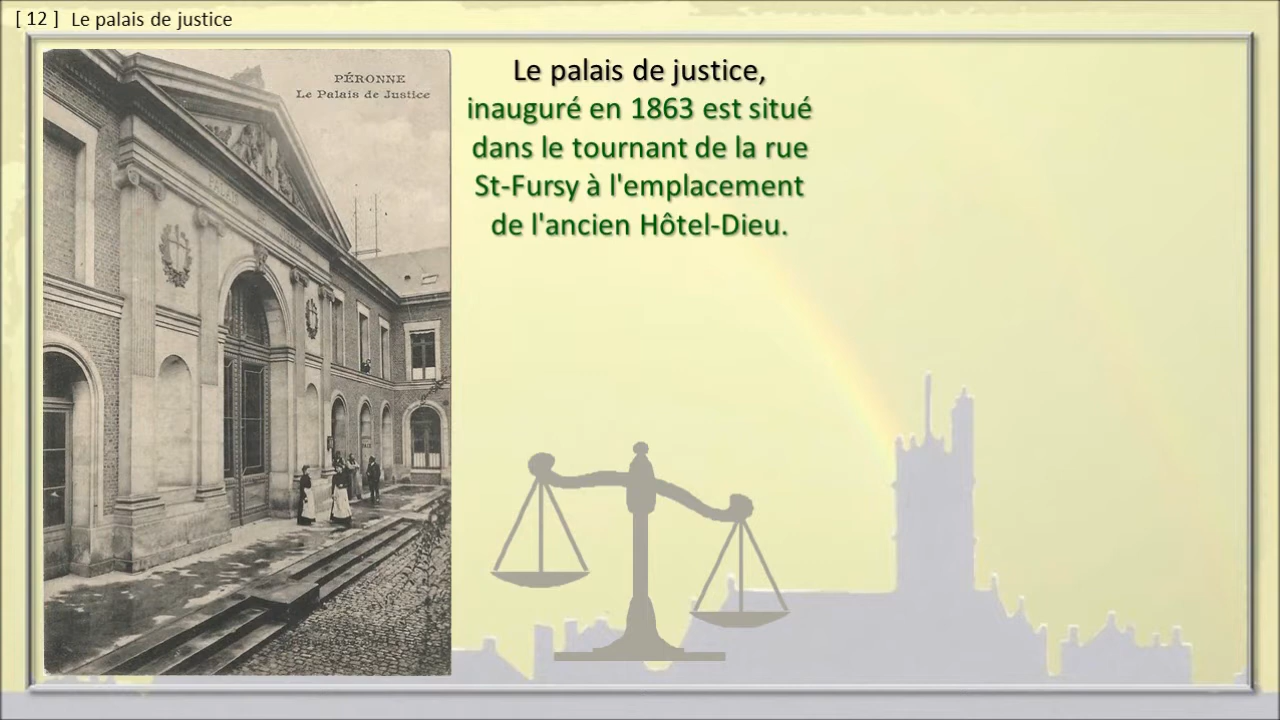 [ 12 ] Le palais de justice
PÉRONNE
Le Palais de Justice
Le palais de justice,
inauguré en 1863 est situé
dans le tournant de la rue
St-Fursy à l'emplacement
de l'ancien Hôtel-Dieu.